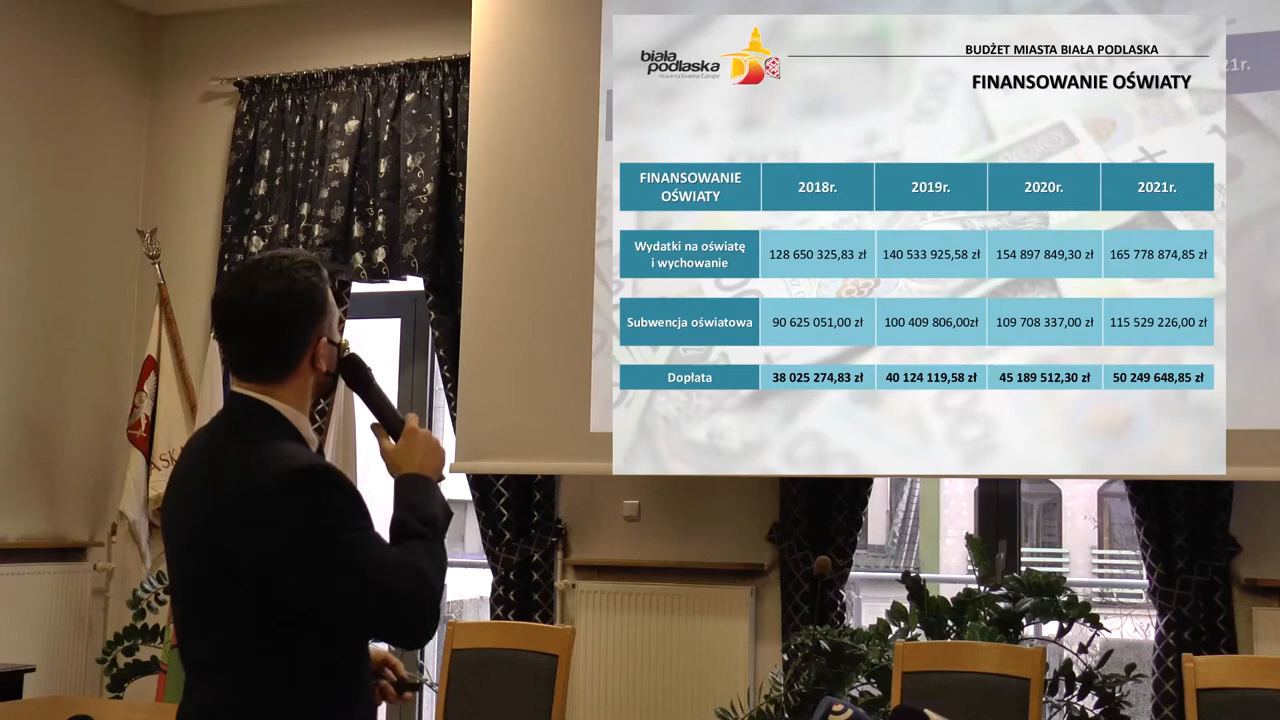 biała
podlaska
BUDŻET MIASTA BIAŁA PODLASKA
FINANSOWANIE OŚWIATY
21r.
FINANSOWANIE
OŚWIATY
2018r.
2019r.
2020r.
2021r.
Wydatki na oświatę
i wychowanie
128 650 325,83 zł
140 533 925,58 zł
154 897 849,30 zł
165 778 874,85 zł
Subwencja oświatowa
90 625 051,00 zł
100 409 806,00zł
109 708 337,00 zł
115 529 226,00 zł
Dopłata
38 025 274,83 zł
40 124 119,58 zł
45 189 512,30 zł
50 249 648,85 zł
ASK